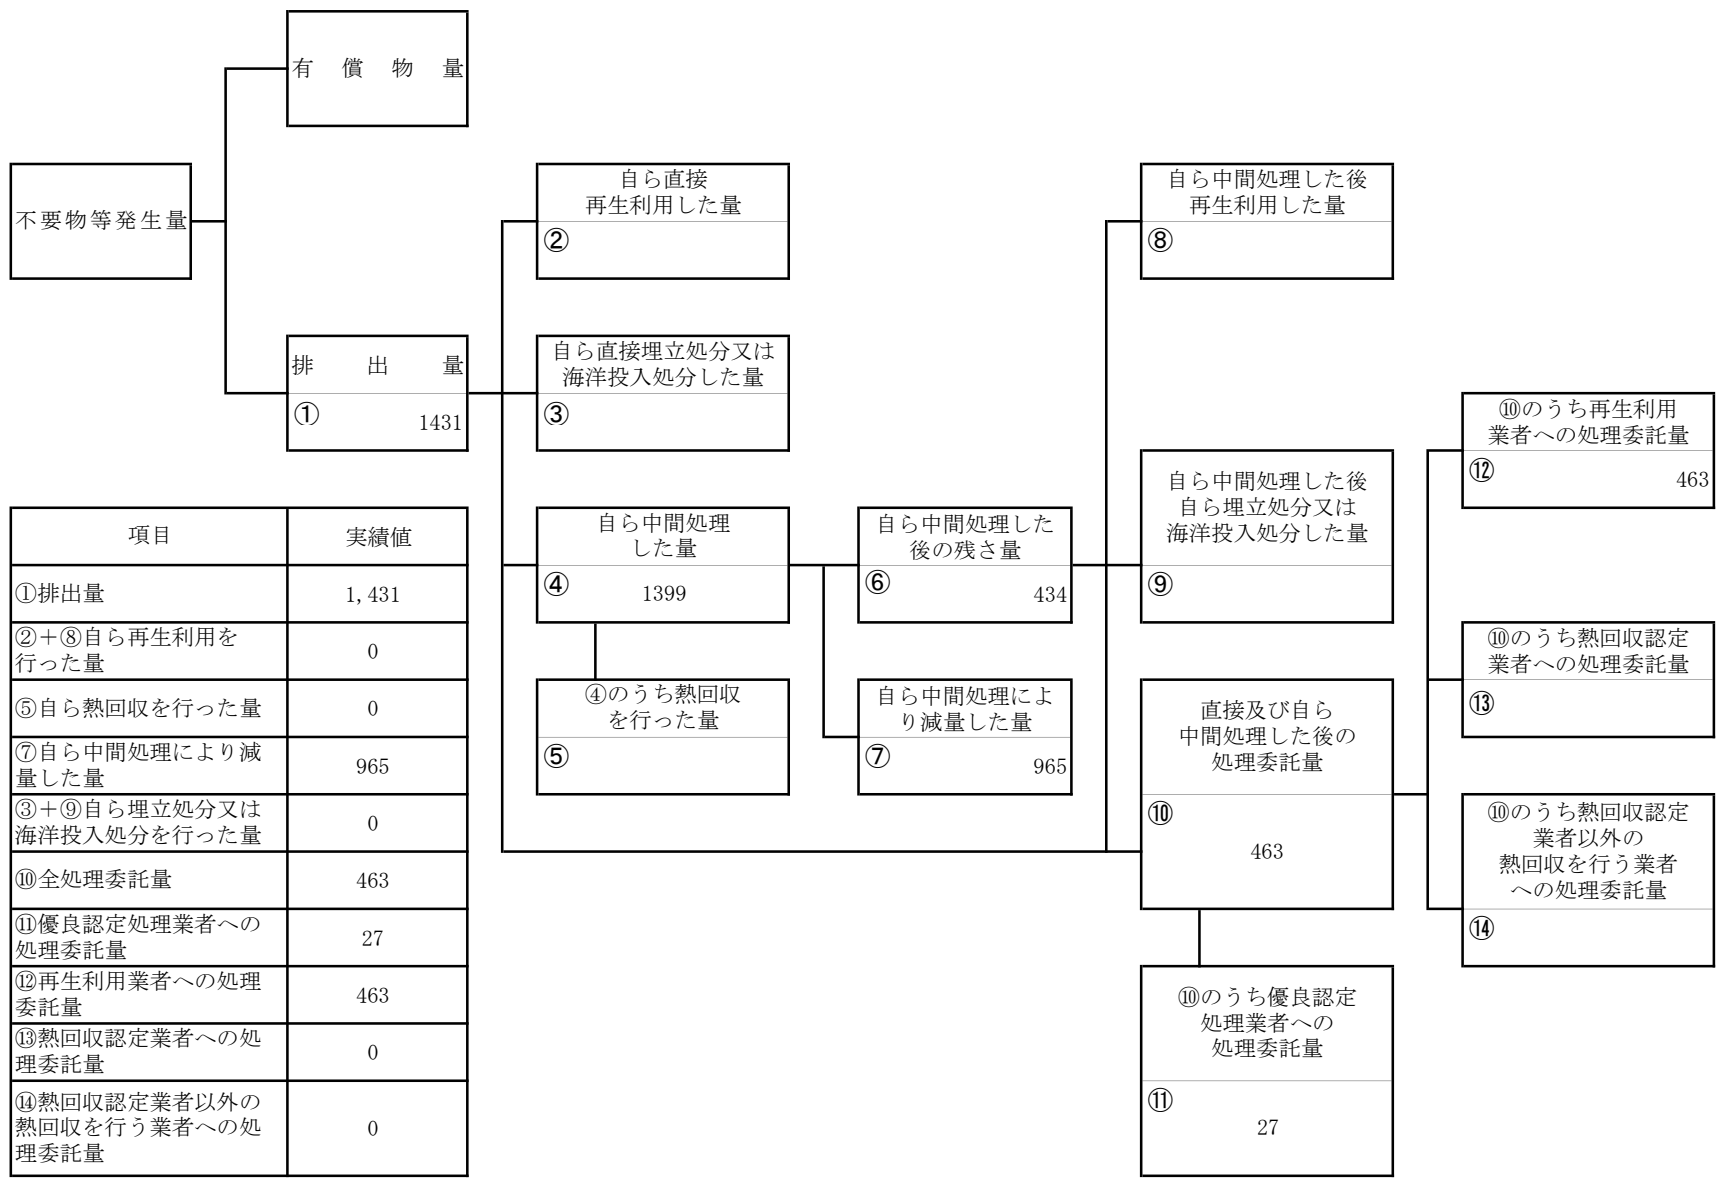 有償物量
不要物等発生量
排出量
①
1431
自ら直接
再生利用した量
②
自ら直接埋立処分又は
海洋投入処分した量
③
自ら中間処理
した量
④
1399
④のうち熱回収
を行った量
⑤
自ら中間処理した
後の残さ量
⑥
434
自ら中間処理によ
り減量した量
⑦
965
自ら中間処理した後
再生利用した量
⑧
自ら中間処理した後
自ら埋立処分又は
海洋投入処分した量
⑨
直接及び自ら
中間処理した後の
処理委託量
⑩
463
⑩のうち優良認定
処理業者への
処理委託量
⑪
27
⑩のうち再生利用
業者への処理委託量
⑫
463
⑩のうち熱回収認定
業者への処理委託量
⑬
⑩のうち熱回収認定
業者以外の
熱回収を行う業者
への処理委託量
⑭
項目 実績値
①排出量 1,431
②+⑧自ら再生利用を
行った量 0
⑤自ら熱回収を行った量 0
⑦自ら中間処理により減
量した量 965
③+⑨自ら埋立処分又は
海洋投入処分を行った量 0
⑩全処理委託量 463
⑪優良認定処理業者への
処理委託量 27
⑫再生利用業者への処理
委託量 463
⑬熱回収認定業者への処
理委託量 0
⑭熱回収認定業者以外の
熱回収を行う業者への処
理委託量 0